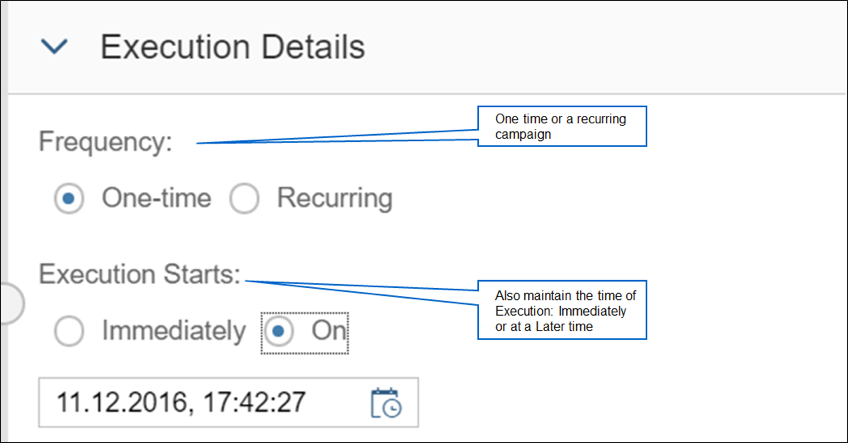 Execution Details
One time or a recurring
campaign
Frequency:
One-time Recurring
Execution Starts:
Also maintain the time of
Execution: Immediately
or at a Later time
Immediately On
11.12.2016, 17:42:27